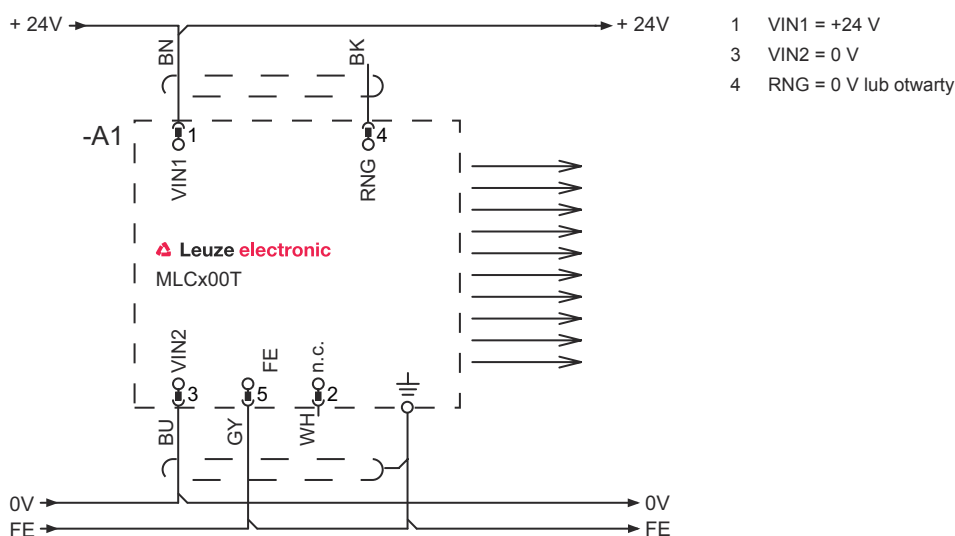 + 24V
+ 24V
1 VIN1 = +24 V
3 VIN2 = 0 V
4 RNG = 0 V lub otwarty
BN
BK
-A1
1
4
VIN1
RNG
Leuze electronic
MLCx00T
VIN2
FE
n.c.
3
5
2
BU
GY
WH
0V
0V
FE
FE